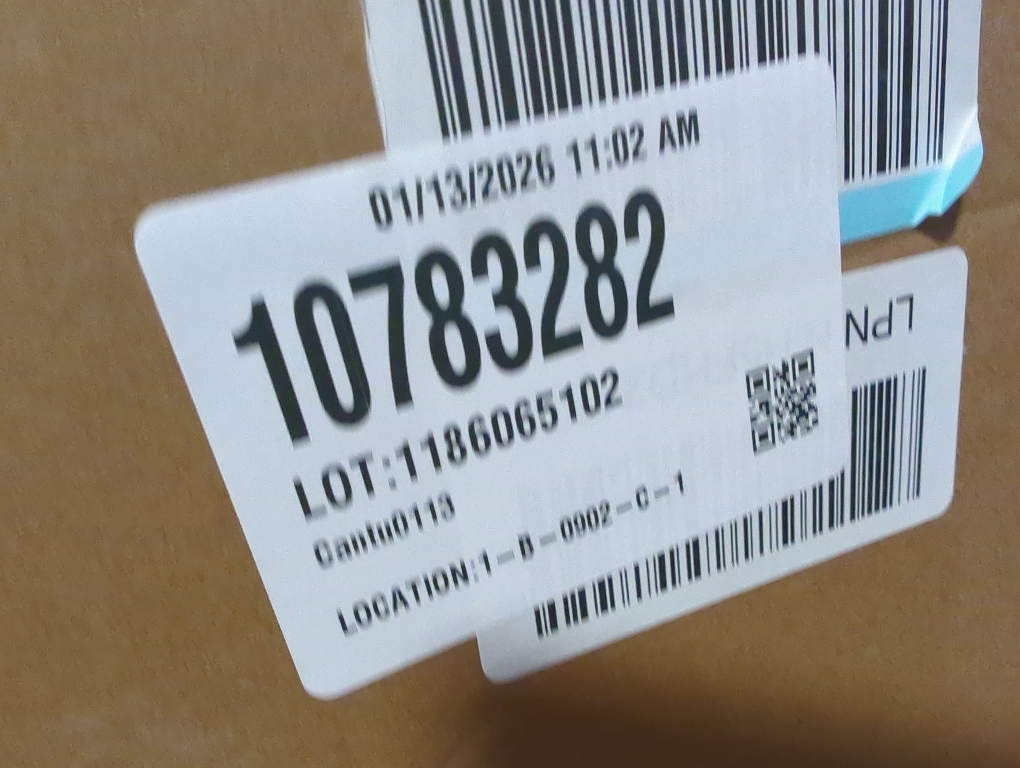 01/13/2026 11:02 AM
10783282
LOT:1186065102
Cantu0113
LOCATION:1-B-0902-C-1
LPN